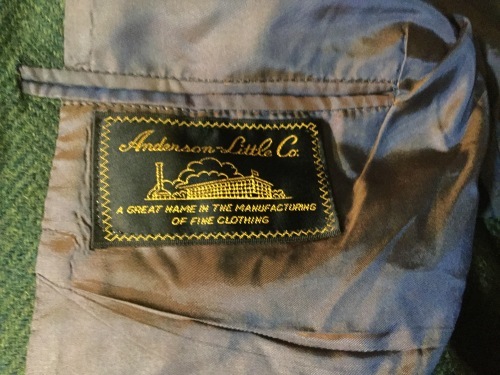 Anderson-Little Co.
A GREAT NAME IN THE MANUFACTURING
OF FINE CLOTHING